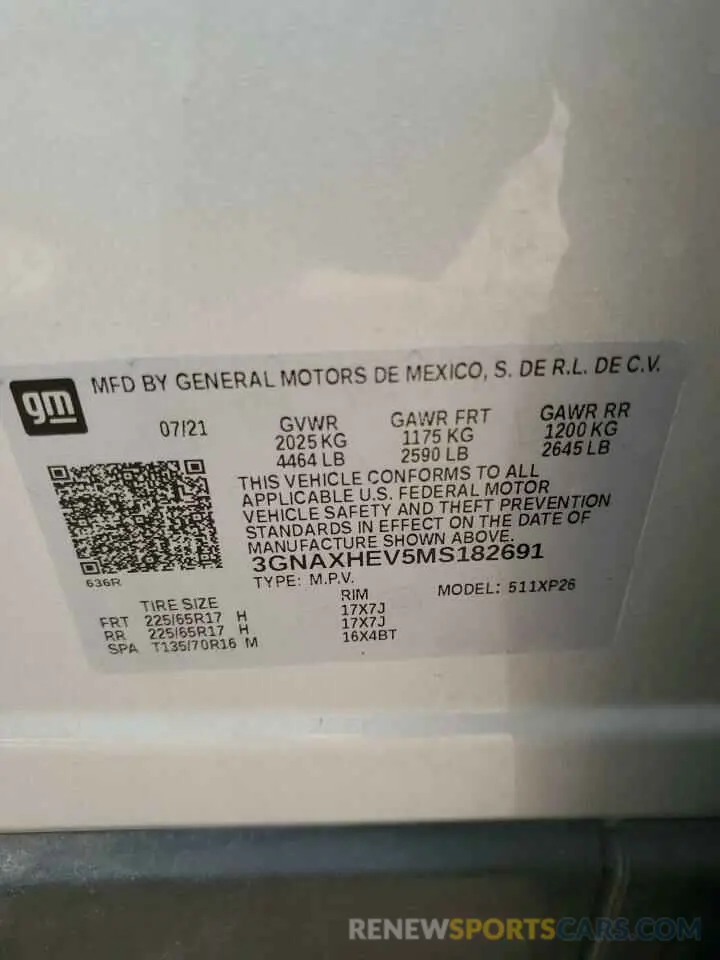 gm
MFD BY GENERAL MOTORS DE MEXICO, S. DE R.L. DE C.V.
07/21
GVWR
2025 KG
4464 LB
GAWR FRT
1175 KG
2590 LB
GAWR RR
1200 KG
2645 LB
THIS VEHICLE CONFORMS TO ALL
APPLICABLE U.S. FEDERAL MOTOR
VEHICLE SAFETY AND THEFT PREVENTION
STANDARDS IN EFFECT ON THE DATE OF
MANUFACTURE SHOWN ABOVE.
3GNAXHEV5MS182691
636R
TYPE: M.P.V.
MODEL: 511XP26
TIRE SIZE RIM
FRT 225/65R17 H 17X7J
RR 225/65R17 H 17X7J
SPA T135/70R16 M 16X4BT
RENEWSPORTSCARS.COM